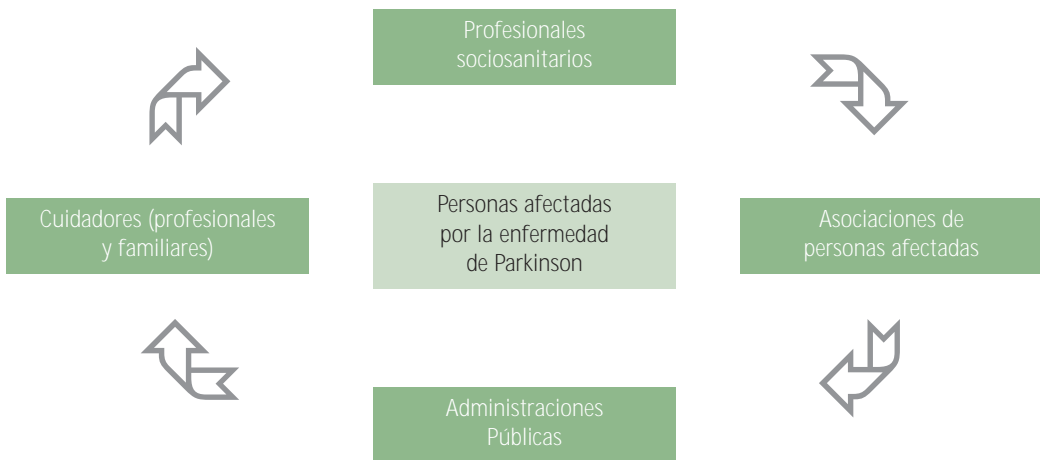 Profesionales
sociosanitarios
Cuidadores (profesionales
y familiares)
Personas afectadas
por la enfermedad
de Parkinson
Asociaciones de
personas afectadas
Administraciones
Públicas